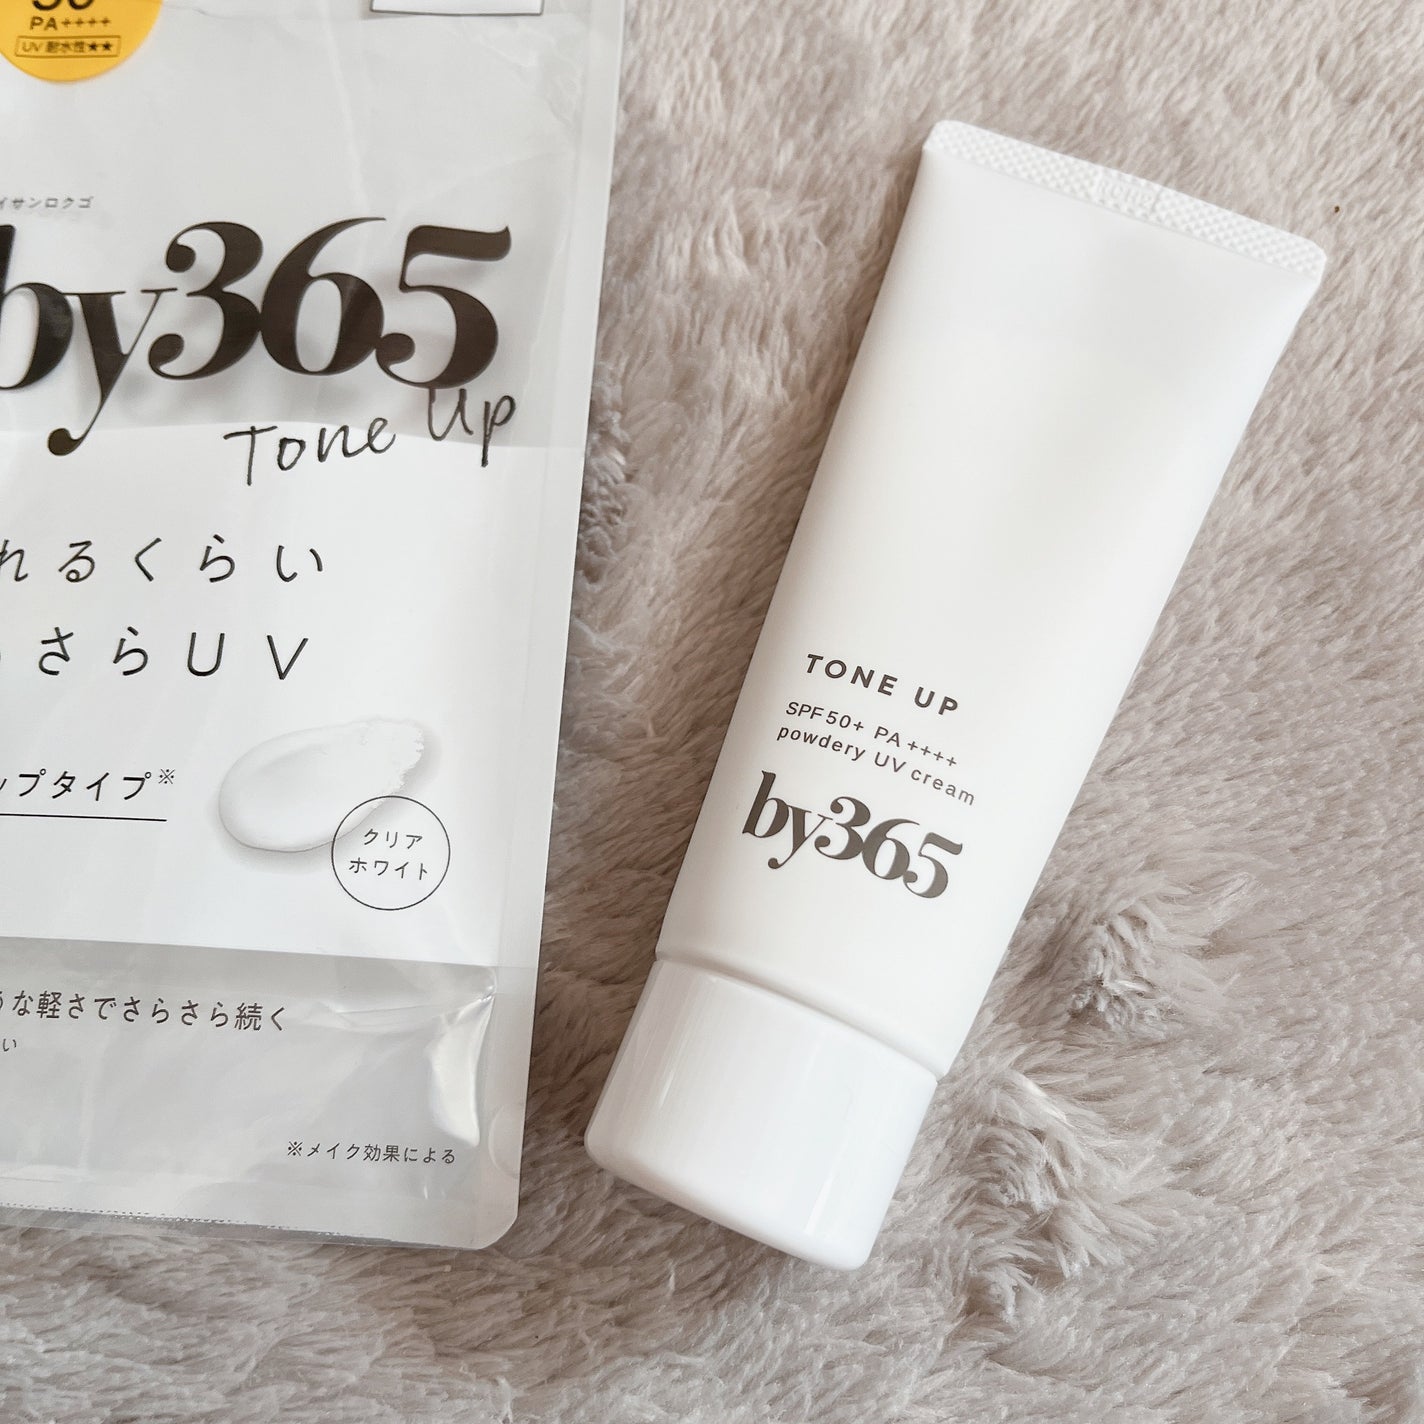 PA++++
UV 耐水性★★
イサンロクゴ
by365
Tone Up
れるくらい
さらUV
ップタイプ※
クリア
ホワイト
な軽さでさらさら続く
い
※メイク効果による
TONE UP
SPF50+ PA++++
powdery UV cream
by365